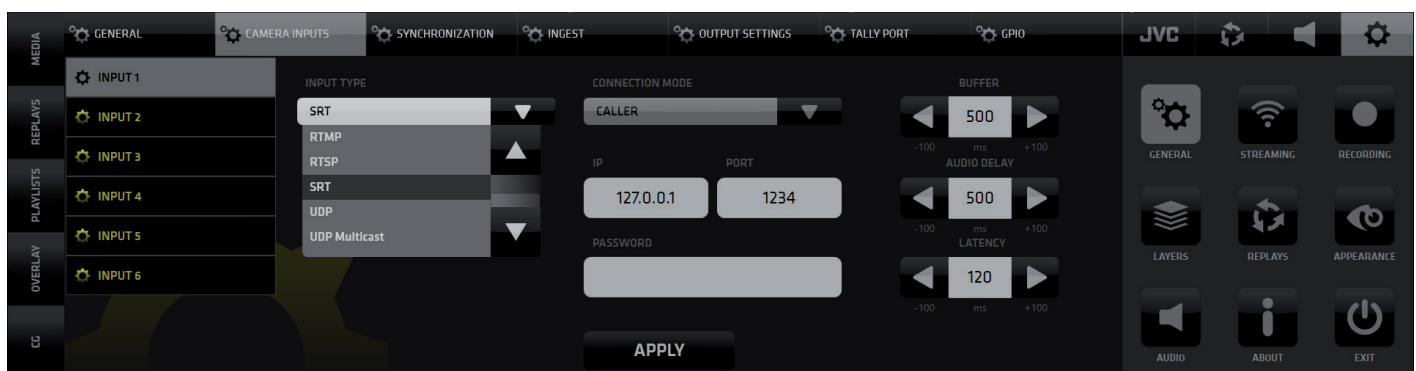 MEDIA
REPLAYS
PLAYLISTS
OVERLAY
CG
GENERAL
CAMERA INPUTS
SYNCHRONIZATION
INGEST
OUTPUT SETTINGS
TALLY PORT
GPIO
JVC
INPUT 1
INPUT 2
INPUT 3
INPUT 4
INPUT 5
INPUT 6
INPUT TYPE
SRT
RTMP
RTSP
SRT
UDP
UDP Multicast
CONNECTION MODE
CALLER
IP
PORT
127.0.0.1
1234
PASSWORD
APPLY
BUFFER
500
-100 ms +100
AUDIO DELAY
500
-100 ms +100
LATENCY
120
-100 ms +100
GENERAL
STREAMING
RECORDING
LAYERS
REPLAYS
APPEARANCE
AUDIO
ABOUT
EXIT